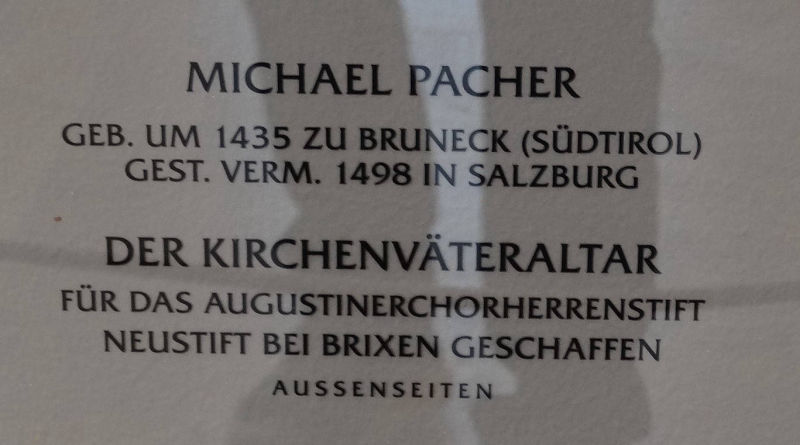 MICHAEL PACHER
GEB. UM 1435 ZU BRUNECK (SÜDTIROL)
GEST. VERM. 1498 IN SALZBURG
DER KIRCHENVÄTERALTAR
FÜR DAS AUGUSTINERCHORHERRENSTIFT
NEUSTIFT BEI BRIXEN GESCHAFFEN
AUSSENSEITEN